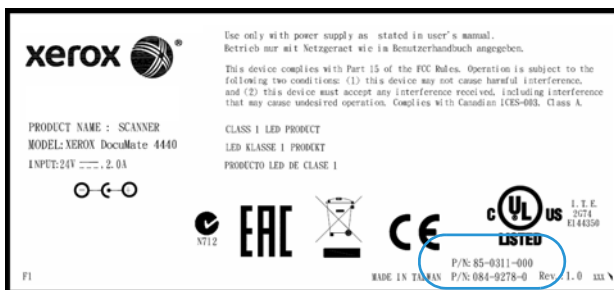 xerox ®
Use only with power supply as stated in user's manual.
Betrieb nur mit Netzgeraet wie im Benutzerhandbuch angegeben.
This device complies with Part 15 of the FCC Rules. Operation is subject to the
following two conditions: (1) this device may not cause harmful interference,
and (2) this device must accept any interference received, including interference
that may cause undesired operation. Complies with Canadian ICES-003. Class A.
PRODUCT NAME : SCANNER
MODEL: XEROX DocuMate 4440
INPUT:24V ⎓, 2.0A
CLASS 1 LED PRODUCT
LED KLASSE 1 PRODUKT
PRODUCTO LED DE CLASE 1
N712
EAC
CE
C UL US
LISTED
I.T.E.
2G74
E144350
P/N: 85-0311-000
F1
MADE IN TAIWAN P/N: 084-9278-0 Rev.: 1.0 xxx